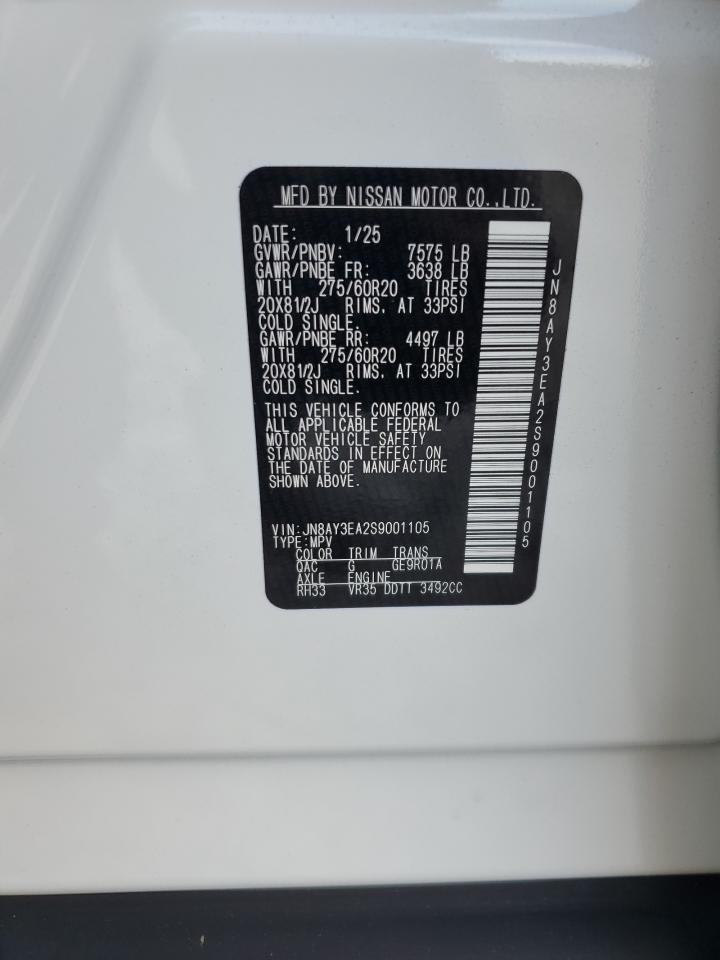 MFD BY NISSAN MOTOR CO.,LTD.
DATE: 1/25
GVWR/PNBV: 7575 LB
GAWR/PNBE FR: 3638 LB
WITH 275/60R20 TIRES
20X81/2J RIMS, AT 33PSI
COLD SINGLE.
GAWR/PNBE RR: 4497 LB
WITH 275/60R20 TIRES
20X81/2J RIMS, AT 33PSI
COLD SINGLE.
THIS VEHICLE CONFORMS TO
ALL APPLICABLE FEDERAL
MOTOR VEHICLE SAFETY
STANDARDS IN EFFECT ON
THE DATE OF MANUFACTURE
SHOWN ABOVE.
VIN:JN8AY3EA2S9001105
TYPE:MPV
COLOR TRIM TRANS
QAC G GE9R01A
AXLE ENGINE
RH33 VR35 DDTT 3492CC
JN8AY3EA2S9001105